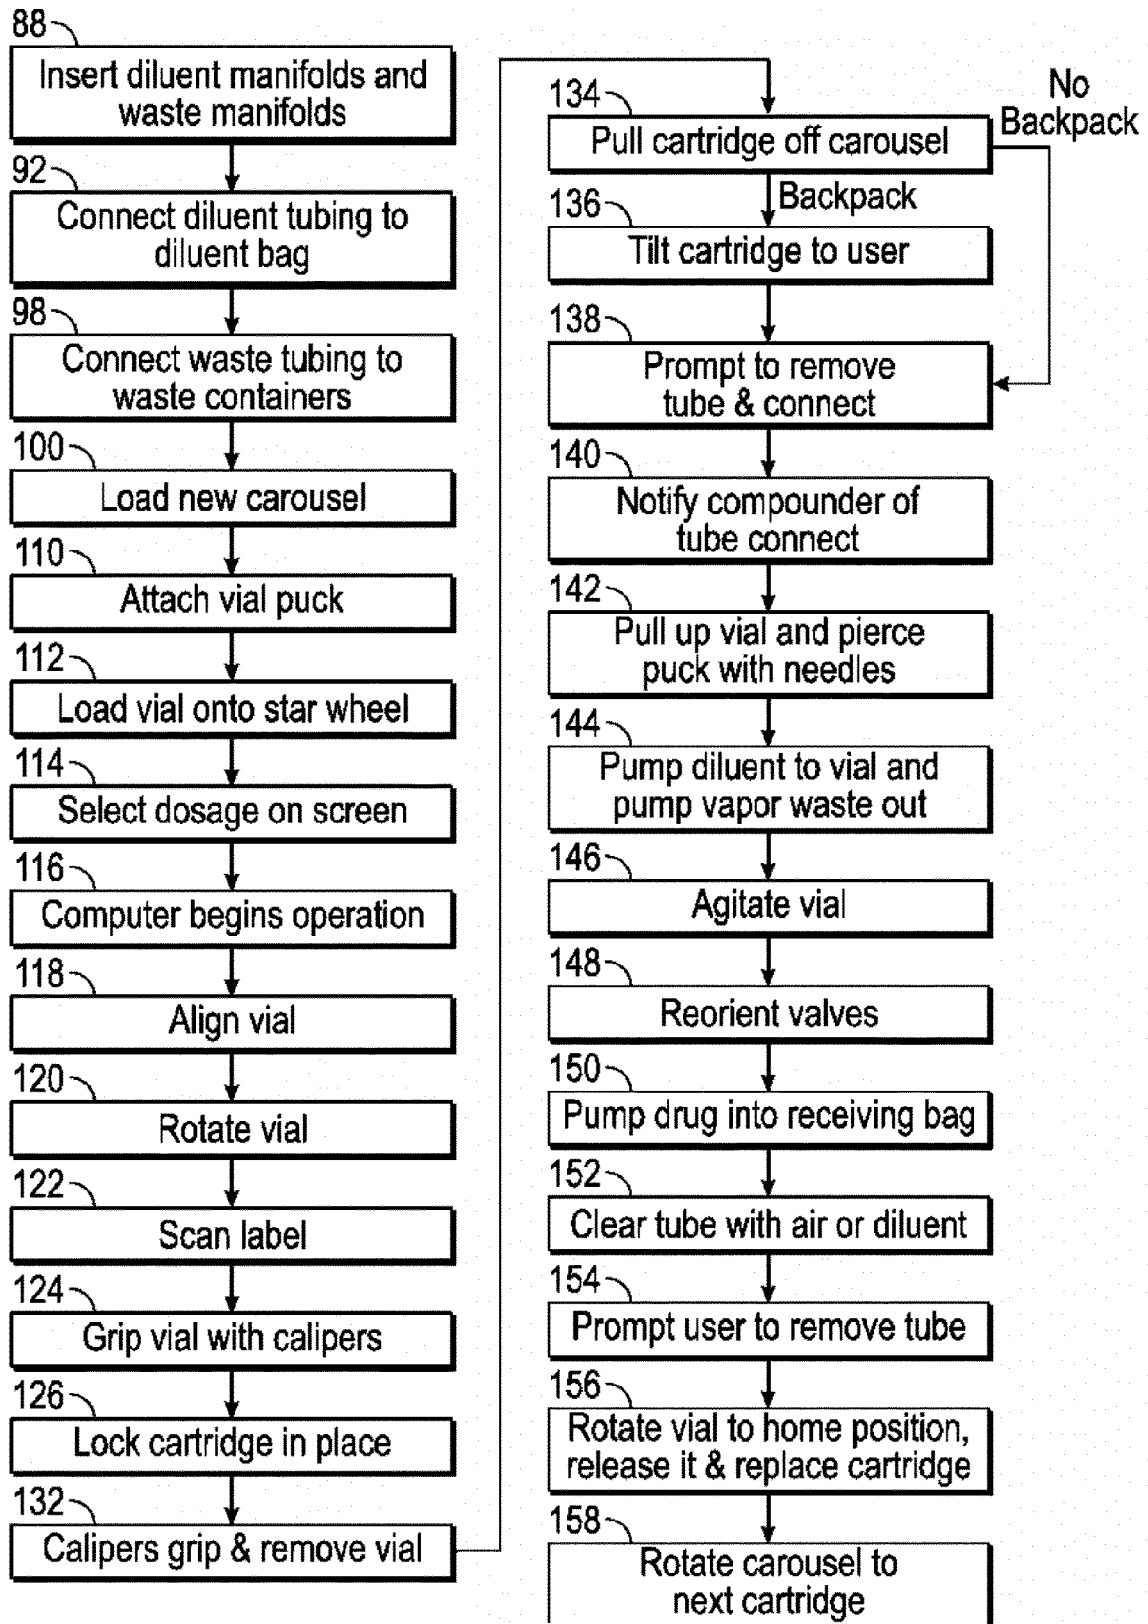 88
Insert diluent manifolds and
waste manifolds
92
Connect diluent tubing to
diluent bag
98
Connect waste tubing to
waste containers
100
Load new carousel
110
Attach vial puck
112
Load vial onto star wheel
114
Select dosage on screen
116
Computer begins operation
118
Align vial
120
Rotate vial
122
Scan label
124
Grip vial with calipers
126
Lock cartridge in place
132
Calipers grip & remove vial
134
Pull cartridge off carousel
No
Backpack
Backpack
136
Tilt cartridge to user
138
Prompt to remove
tube & connect
140
Notify compounder of
tube connect
142
Pull up vial and pierce
puck with needles
144
Pump diluent to vial and
pump vapor waste out
146
Agitate vial
148
Reorient valves
150
Pump drug into receiving bag
152
Clear tube with air or diluent
154
Prompt user to remove tube
156
Rotate vial to home position,
release it & replace cartridge
158
Rotate carousel to
next cartridge